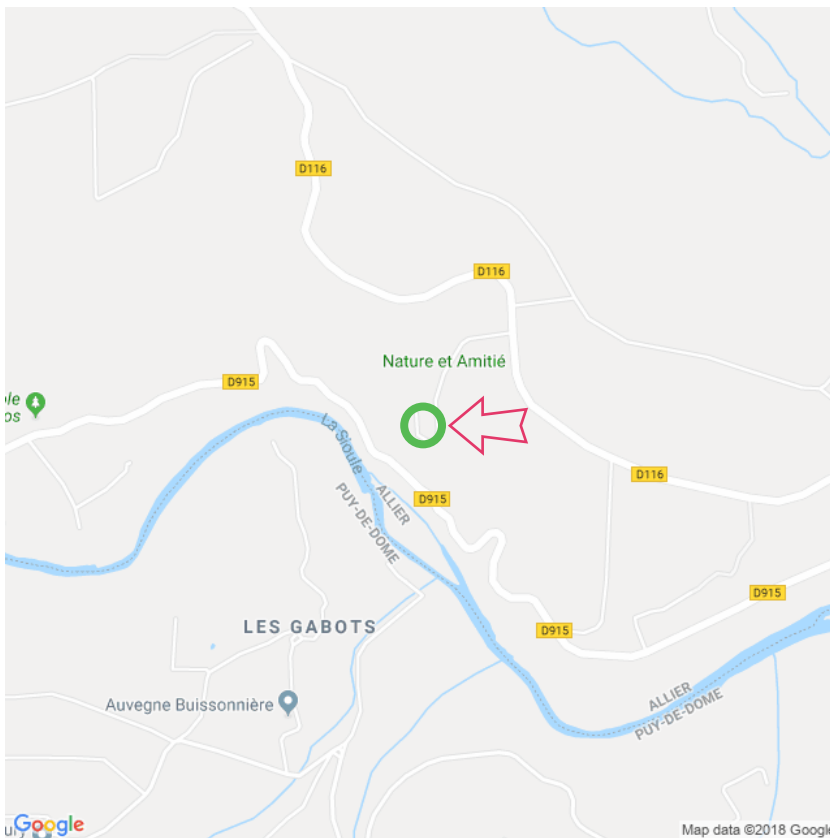 D116
D116
Nature et Amitié
D915
La Sioule
D116
D915
ALLIER
PUY-DE-DOME
D915
LES GABOTS
D915
ALLIER
PUY-DE-DOME
Auvegne Buissonnière
Google
Map data ©2018 Google